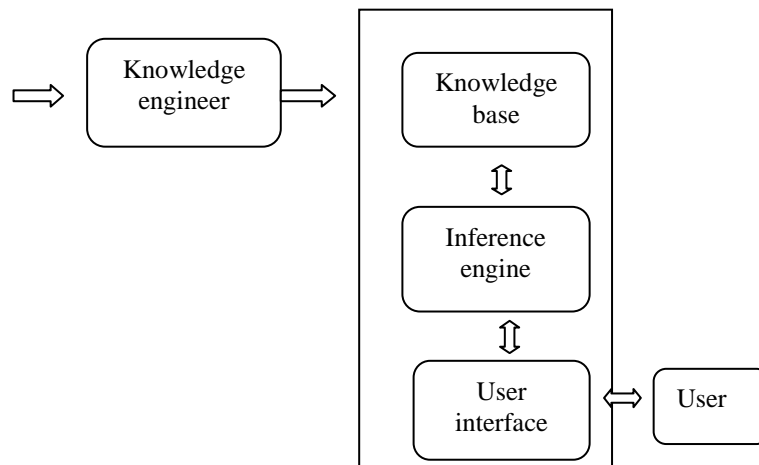 Knowledge
engineer
Knowledge
base
Inference
engine
User
interface
User